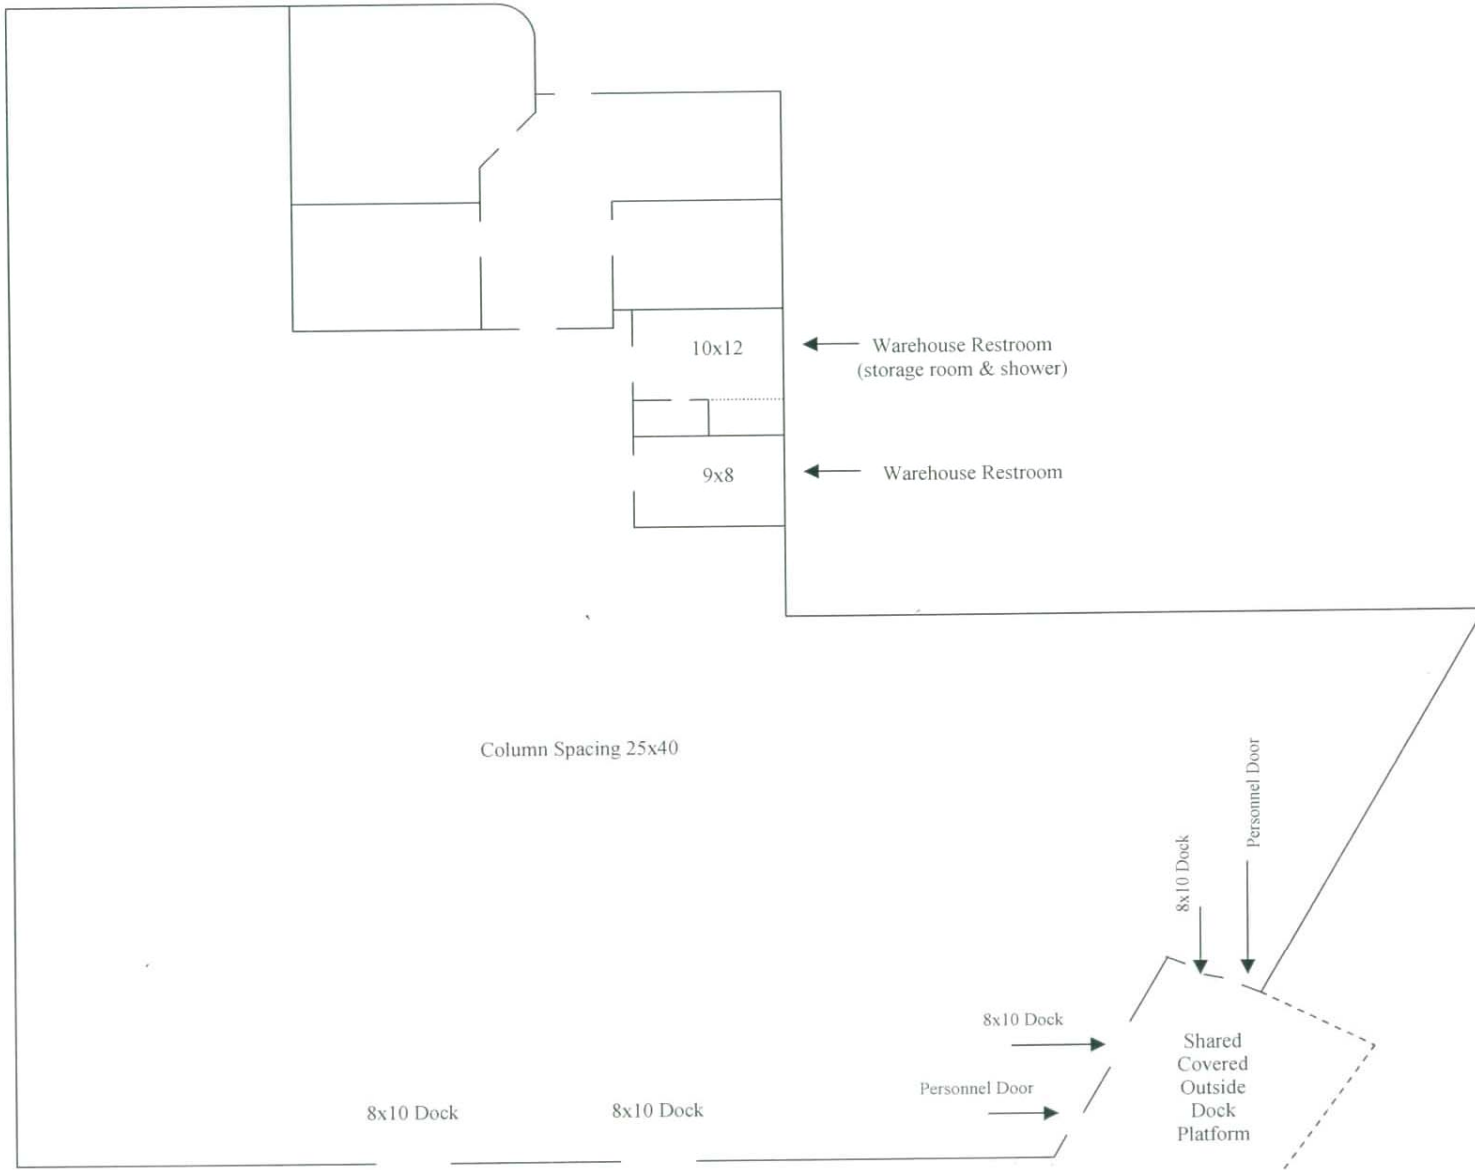 10x12
Warehouse Restroom
(storage room & shower)
9x8
Warehouse Restroom
Column Spacing 25x40
Personnel Door
8x10 Dock
8x10 Dock
Personnel Door
8x10 Dock
8x10 Dock
Shared
Covered
Outside
Dock
Platform